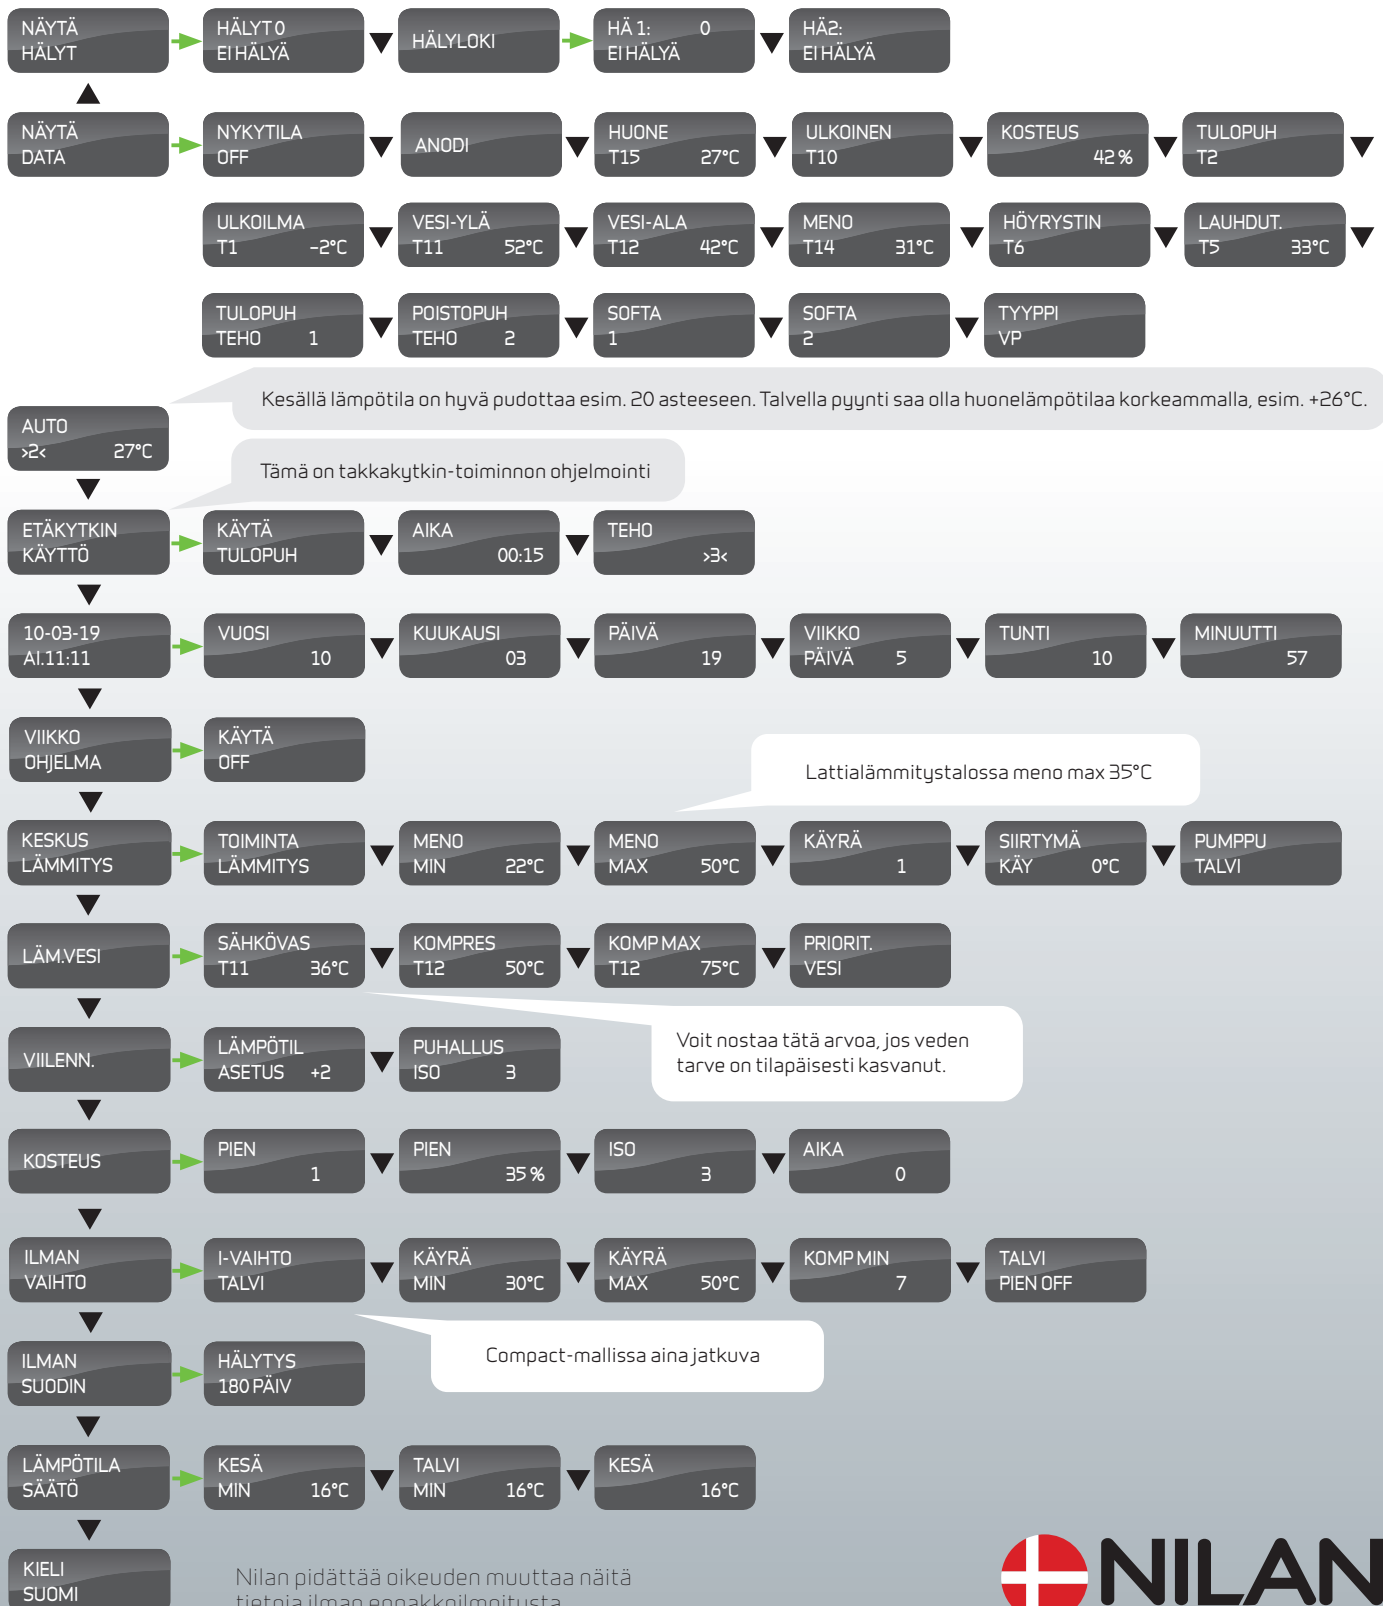 NÄYTÄ
HÄLYT
HÄLYT 0
EI HÄLYÄ
HÄLYLOKI
HÄ 1: 0
EI HÄLYÄ
HÄ2:
EI HÄLYÄ
NÄYTÄ
DATA
NYKYTILA
OFF
ANODI
HUONE
T15 27°C
ULKOINEN
T10
KOSTEUS
42 %
TULOPUH
T2
ULKOILMA
T1 -2°C
VESI-YLÄ
T11 52°C
VESI-ALA
T12 42°C
MENO
T14 31°C
HÖYRYSTIN
T6
LAUHDUT.
T5 33°C
TULOPUH
TEHO 1
POISTOPUH
TEHO 2
SOFTA
1
SOFTA
2
TYYPPI
VP
Kesällä lämpötila on hyvä pudottaa esim. 20 asteeseen. Talvella pyynti saa olla huonelämpötilaa korkeammalla, esim. +26°C.
AUTO
>2< 27°C
Tämä on takkakytkin-toiminnon ohjelmointi
ETÄKYTKIN
KÄYTTÖ
KÄYTÄ
TULOPUH
AIKA
00:15
TEHO
>3<
10-03-19
AI.11:11
VUOSI
10
KUUKAUSI
03
PÄIVÄ
19
VIIKKO
PÄIVÄ 5
TUNTI
10
MINUUTTI
57
VIIKKO
OHJELMA
KÄYTÄ
OFF
Lattialämmitystalossa meno max 35°C
KESKUS
LÄMMITYS
TOIMINTA
LÄMMITYS
MENO
MIN 22°C
MENO
MAX 50°C
KÄYRÄ
1
SIIRTYMÄ
KÄY 0°C
PUMPPU
TALVI
LÄM.VESI
SÄHKÖVAS
T11 36°C
KOMPRES
T12 50°C
KOMP MAX
T12 75°C
PRIORIT.
VESI
Voit nostaa tätä arvoa, jos veden
tarve on tilapäisesti kasvanut.
VIILENN.
LÄMPÖTIL
ASETUS +2
PUHALLUS
ISO 3
KOSTEUS
PIEN
1
PIEN
35 %
ISO
3
AIKA
0
ILMAN
VAIHTO
I-VAIHTO
TALVI
KÄYRÄ
MIN 30°C
KÄYRÄ
MAX 50°C
KOMP MIN
7
TALVI
PIEN OFF
Compact-mallissa aina jatkuva
ILMAN
SUODIN
HÄLYTYS
180 PÄIV
LÄMPÖTILA
SÄÄTÖ
KESÄ
MIN 16°C
TALVI
MIN 16°C
KESÄ
16°C
KIELI
SUOMI
Nilan pidättää oikeuden muuttaa näitä
tietoja ilman ennakkoilmoitusta
NILAN